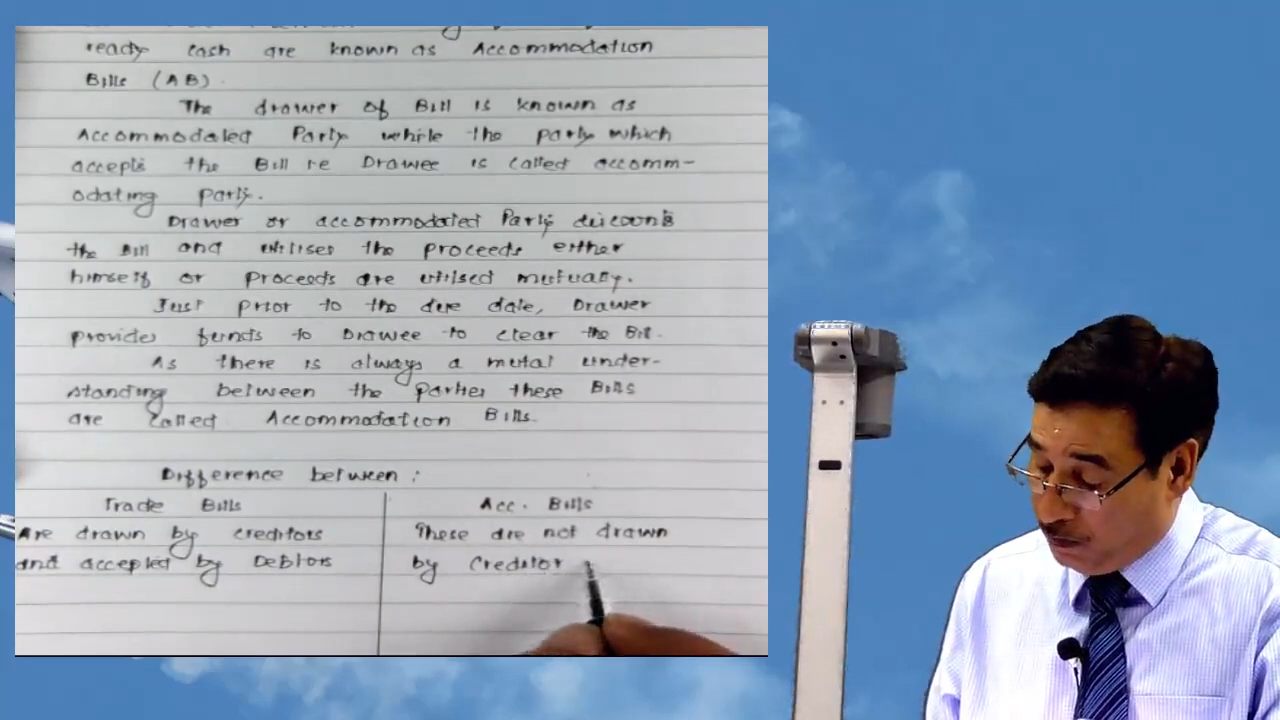 ready cash are known as Accommodation
Bills (AB).
The drawer of Bill is known as
Accommodated Party while the party which
accepts the Bill ie Drawee is called accomm-
odating Party.
Drawer or accommodated Party discounts
the Bill and utilises the proceeds either
himself or Proceeds are utilised mutualy.
Just prior to the due date, Drawer
provides funds to Drawee to clear the Bill.
As there is always a mutal under-
standing between the parties these Bills
are called Accommodation Bills.
Difference between :
Trade Bills
Acc. Bills
Are drawn by creditors
and accepted by Debtors
These are not drawn
by Creditor